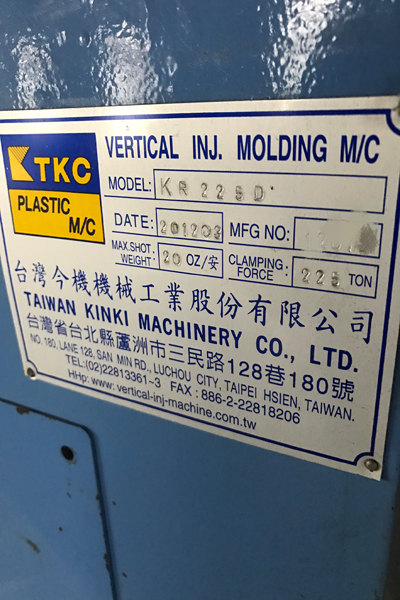 TKC
PLASTIC
M/C
VERTICAL INJ. MOLDING M/C
MODEL: KR225D
DATE: 201203 MFG NO:
MAX.SHOT WEIGHT: 20 OZ/安 CLAMPING FORCE: 225 TON
台灣今機機械工業股份有限公司
TAIWAN KINKI MACHINERY CO., LTD.
台灣省台北縣蘆洲市三民路128巷180號
NO.180, LANE 128, SAN MIN RD., LUCHOU CITY, TAIPEI HSIEN, TAIWAN.
TEL:(02)22813361~3 FAX : 886-2-22818206
HHp: www: vertical-inj-machine.com.tw